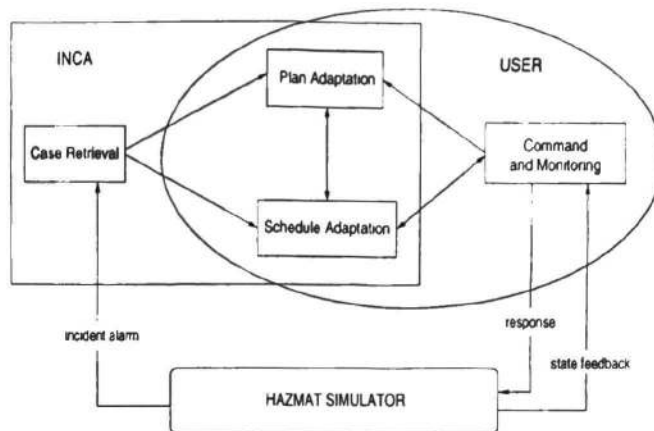 INCA
USER
Plan Adaptation
Case Retrieval
Command
and Monitoring
Schedule Adaptation
incident alarm
response
state feedback
HAZMAT SIMULATOR